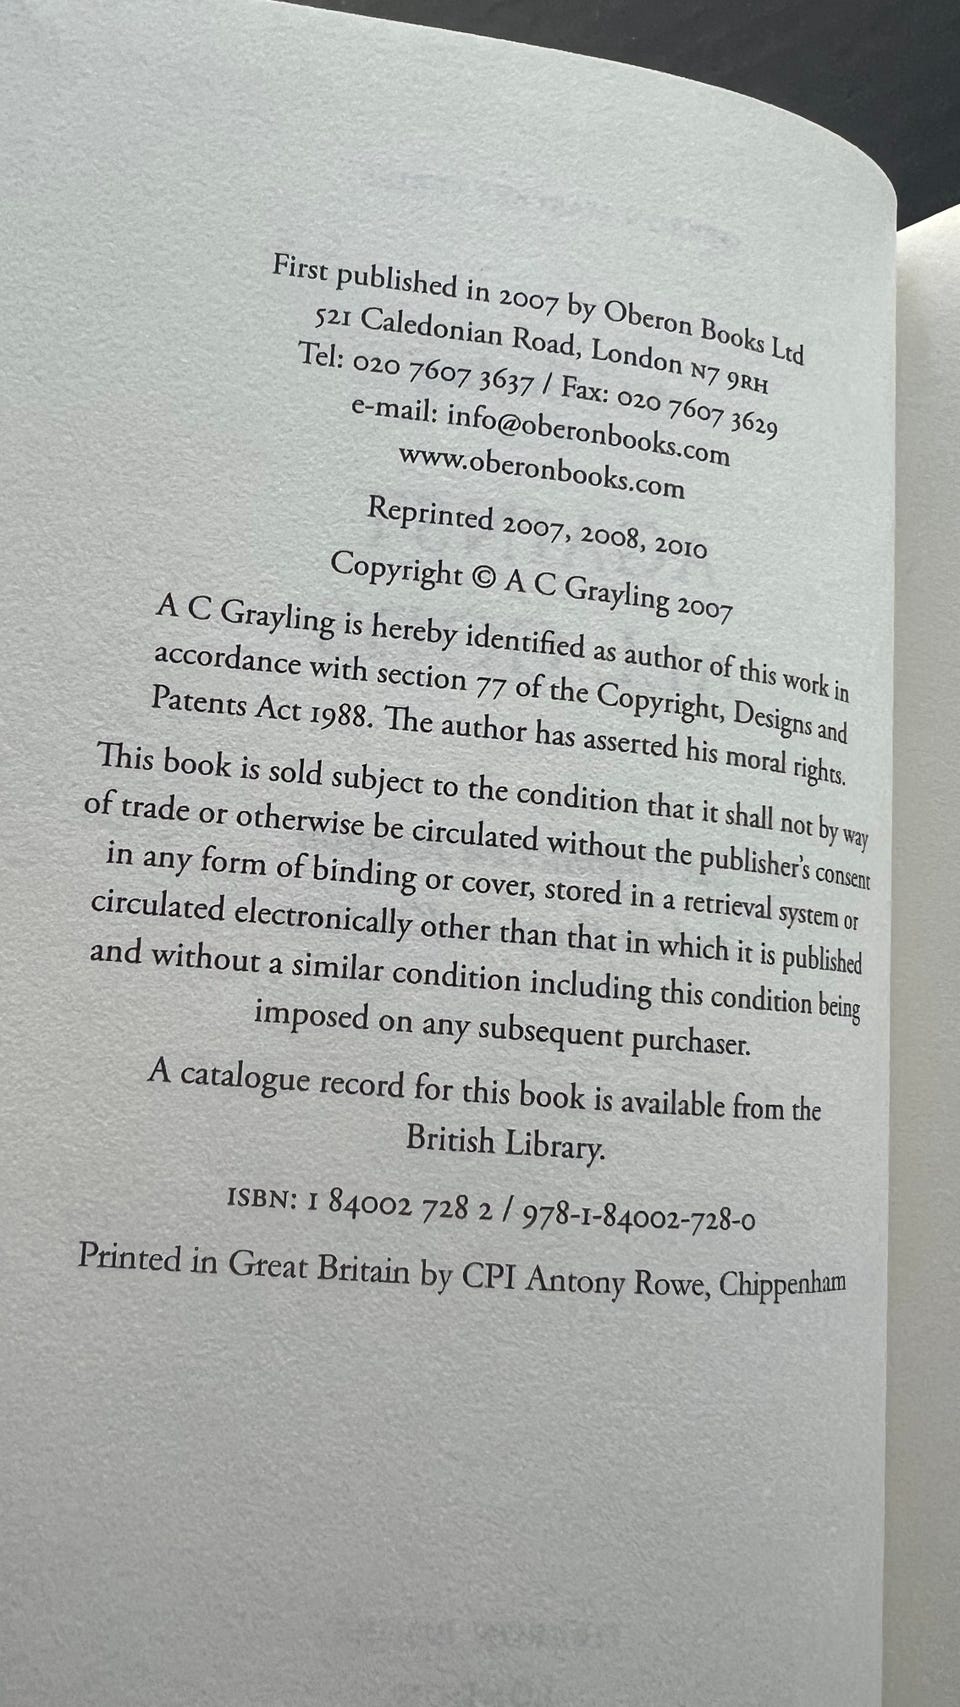 First published in 2007 by Oberon Books Ltd
521 Caledonian Road, London N7 9RH
Tel: 020 7607 3637 / Fax: 020 7607 3629
e-mail: info@oberonbooks.com
www.oberonbooks.com
Reprinted 2007, 2008, 2010
Copyright © A C Grayling 2007
A C Grayling is hereby identified as author of this work in
accordance with section 77 of the Copyright, Designs and
Patents Act 1988. The author has asserted his moral rights.
This book is sold subject to the condition that it shall not by way
of trade or otherwise be circulated without the publisher's consent
in any form of binding or cover, stored in a retrieval system or
circulated electronically other than that in which it is published
and without a similar condition including this condition being
imposed on any subsequent purchaser.
A catalogue record for this book is available from the
British Library.
ISBN: 1 84002 728 2 / 978-1-84002-728-0
Printed in Great Britain by CPI Antony Rowe, Chippenham